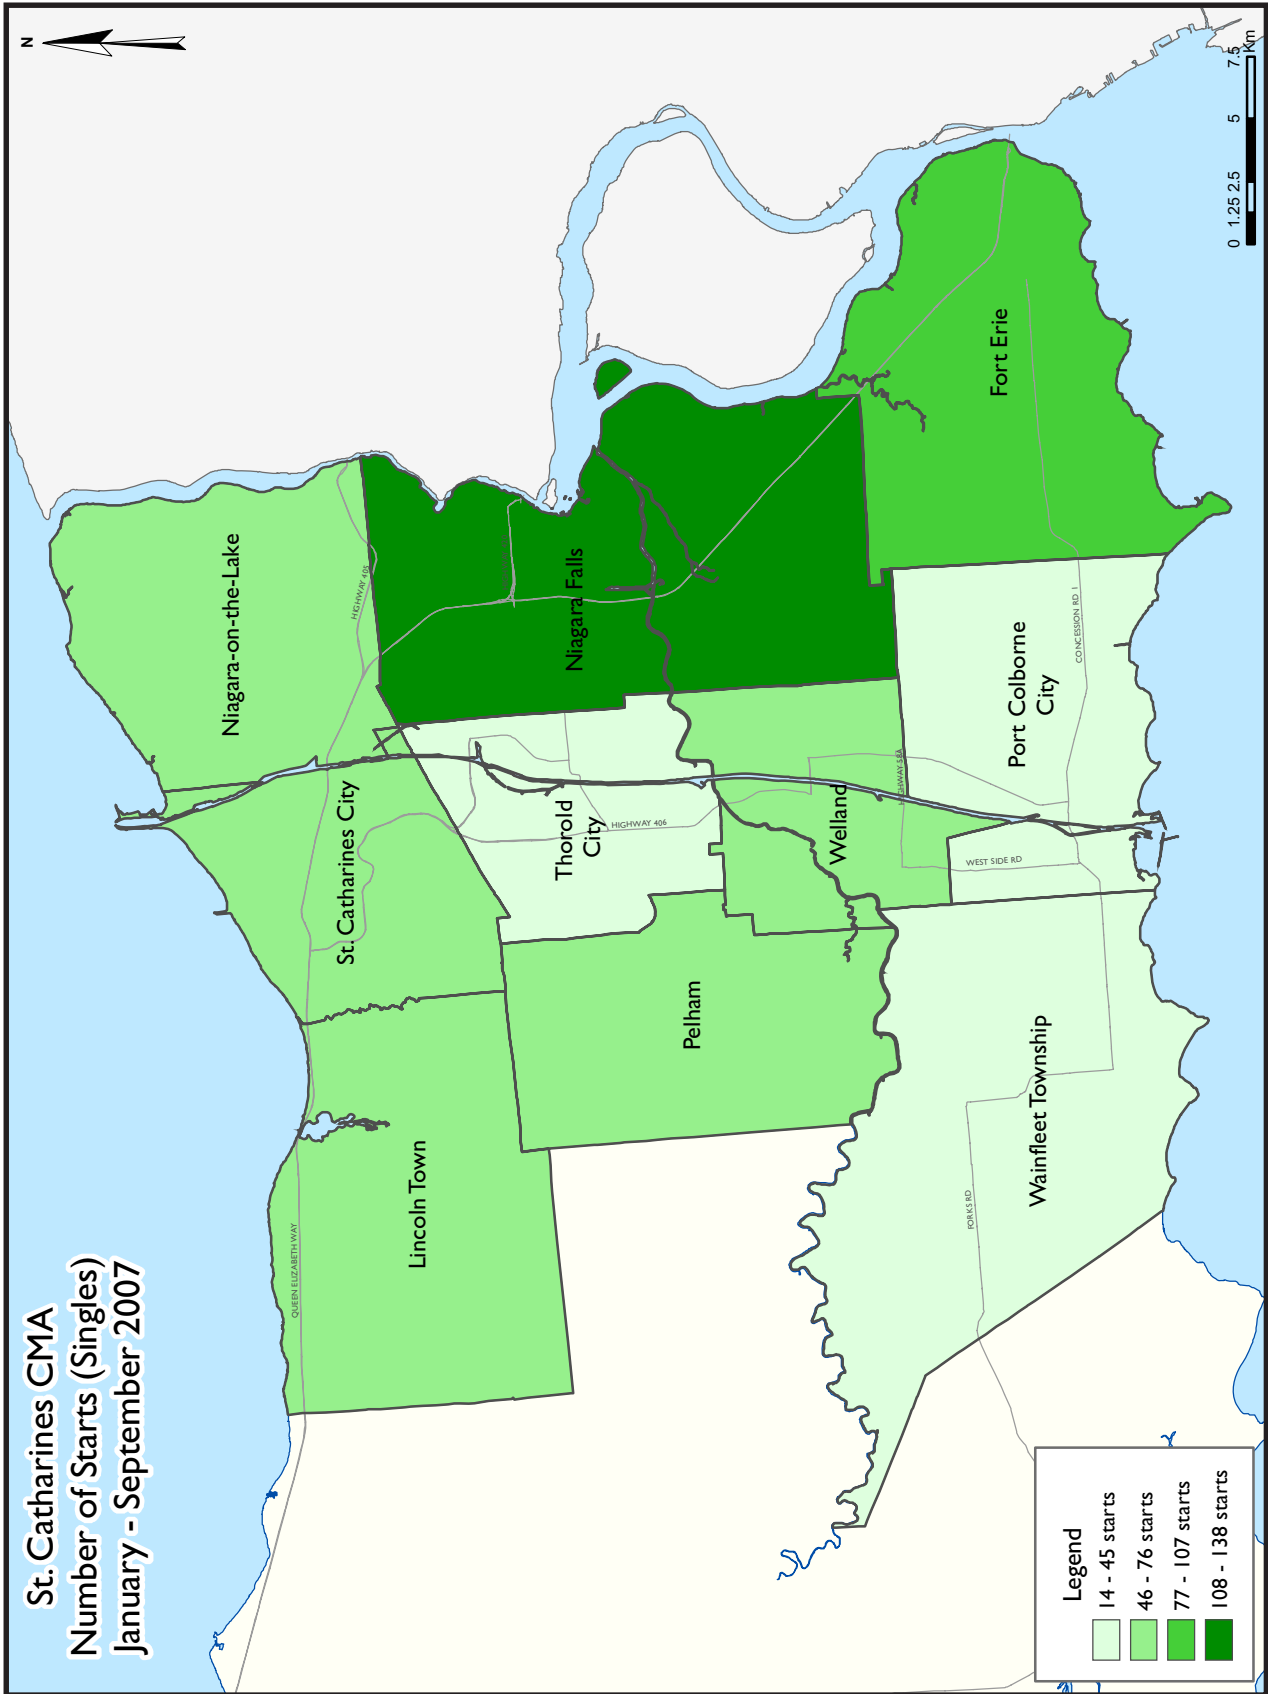 St. Catharines CMA
Number of Starts (Singles)
January - September 2007
N
Niagara-on-the-Lake
HIGHWAY 405
St. Catharines City
Lincoln Town
QUEEN ELIZABETH WAY
Niagara Falls
Thorold
City
HIGHWAY 406
Pelham
Welland
HIGHWAY 58A
Fort Erie
Port Colborne
City
CONCESSION RD 1
WEST SIDE RD
Wainfleet Township
FORKS RD
Legend
14 - 45 starts
46 - 76 starts
77 - 107 starts
108 - 138 starts
0 1.25 2.5 5 7.5
Km